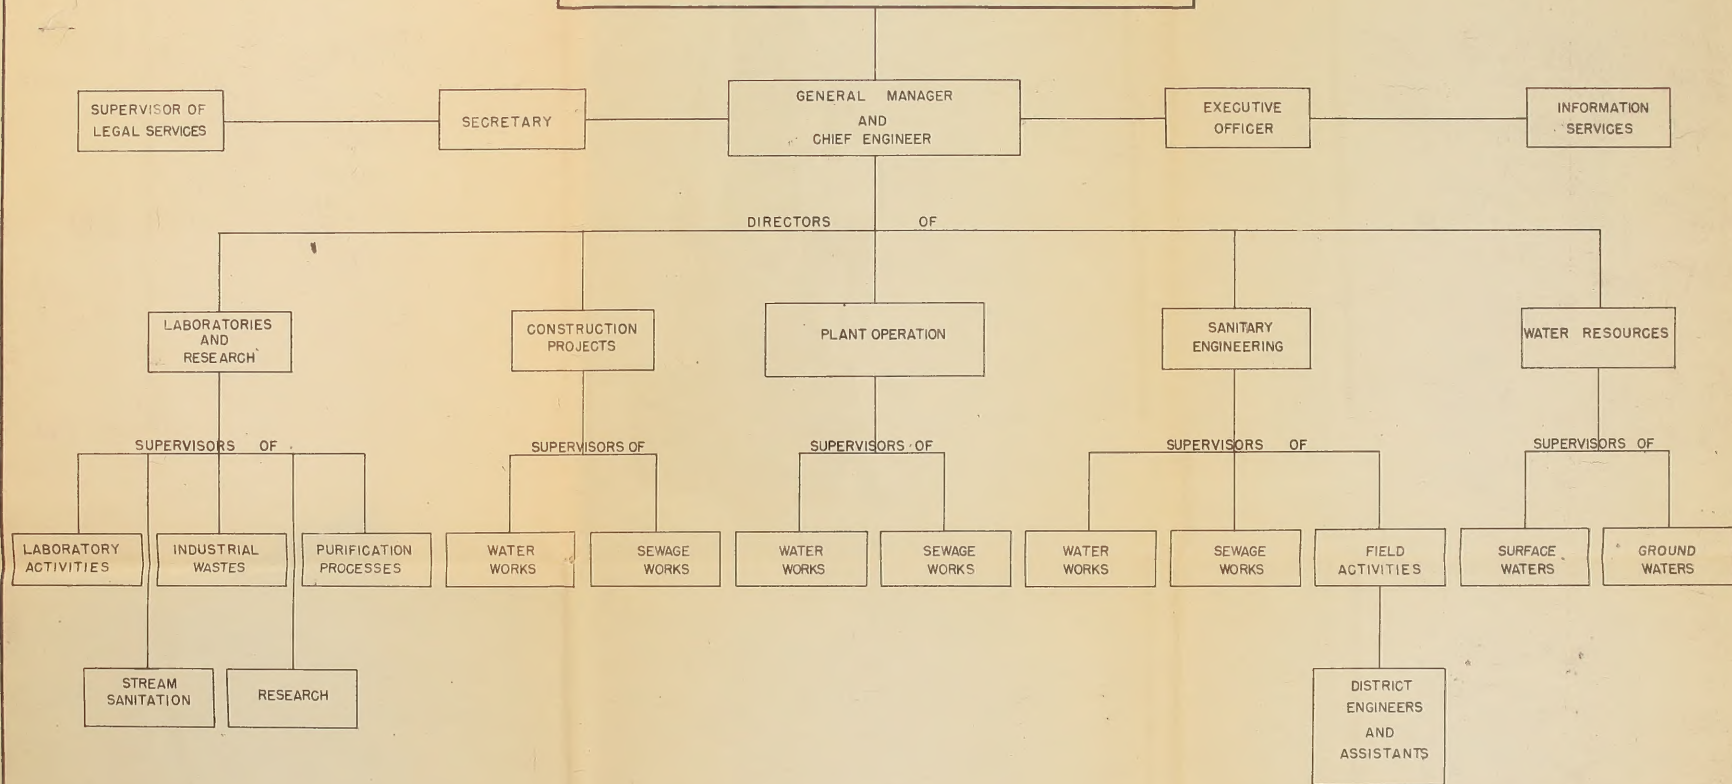 SUPERVISOR OF
LEGAL SERVICES
SECRETARY
GENERAL MANAGER
AND
CHIEF ENGINEER
EXECUTIVE
OFFICER
INFORMATION
SERVICES
DIRECTORS OF
LABORATORIES
AND
RESEARCH
CONSTRUCTION
PROJECTS
PLANT OPERATION
SANITARY
ENGINEERING
WATER RESOURCES
SUPERVISORS OF
SUPERVISORS OF
SUPERVISORS OF
SUPERVISORS OF
SUPERVISORS OF
LABORATORY
ACTIVITIES
INDUSTRIAL
WASTES
PURIFICATION
PROCESSES
WATER
WORKS
SEWAGE
WORKS
WATER
WORKS
SEWAGE
WORKS
WATER
WORKS
SEWAGE
WORKS
FIELD
ACTIVITIES
SURFACE
WATERS
GROUND
WATERS
STREAM
SANITATION
RESEARCH
DISTRICT
ENGINEERS
AND
ASSISTANTS